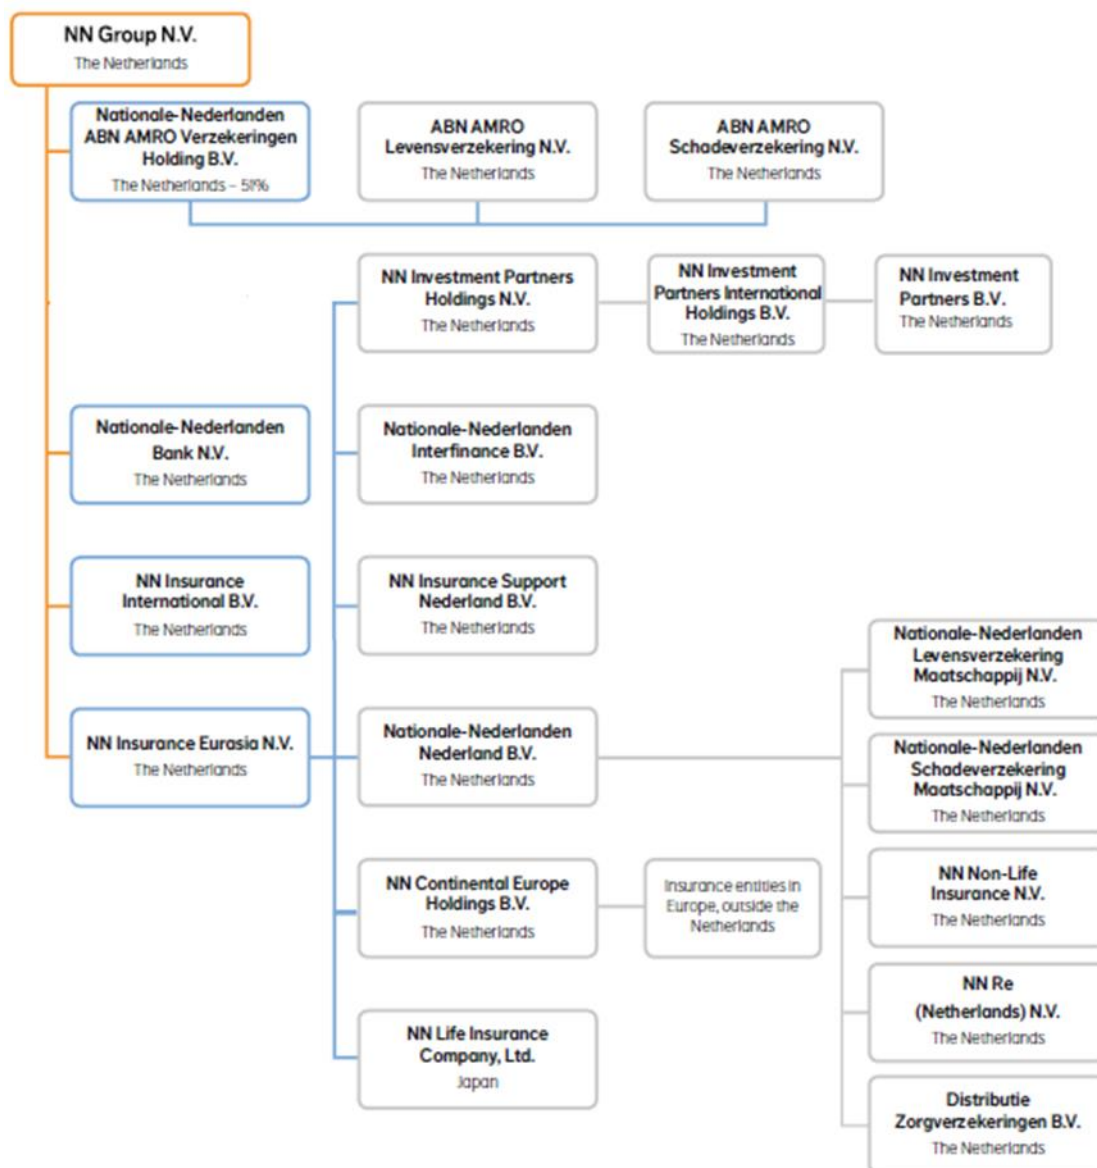 NN Group N.V.
The Netherlands
Nationale-Nederlanden
ABN AMRO Verzekeringen
Holding B.V.
The Netherlands – 51%
ABN AMRO
Levensverzekering N.V.
The Netherlands
ABN AMRO
Schadeverzekering N.V.
The Netherlands
NN Investment Partners
Holdings N.V.
The Netherlands
NN Investment
Partners International
Holdings B.V.
The Netherlands
NN Investment
Partners B.V.
The Netherlands
Nationale-Nederlanden
Bank N.V.
The Netherlands
Nationale-Nederlanden
Interfinance B.V.
The Netherlands
NN Insurance
International B.V.
The Netherlands
NN Insurance Support
Nederland B.V.
The Netherlands
NN Insurance Eurasia N.V.
The Netherlands
Nationale-Nederlanden
Nederland B.V.
The Netherlands
Nationale-Nederlanden
Levensverzekering
Maatschappij N.V.
The Netherlands
Nationale-Nederlanden
Schadeverzekering
Maatschappij N.V.
The Netherlands
NN Continental Europe
Holdings B.V.
The Netherlands
Insurance entities in
Europe, outside the
Netherlands
NN Non-Life
Insurance N.V.
The Netherlands
NN Re
(Netherlands) N.V.
The Netherlands
NN Life Insurance
Company, Ltd.
Japan
Distributie
Zorgverzekeringen B.V.
The Netherlands